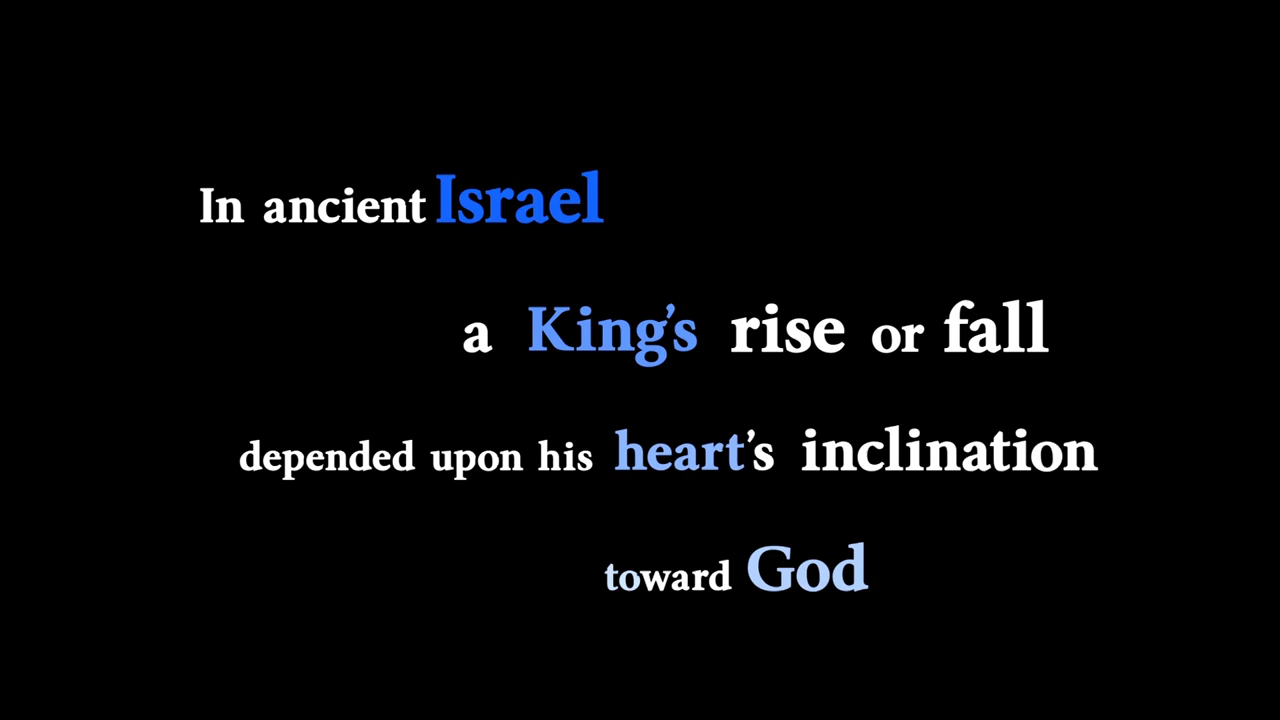 In ancient Israel
a King's rise or fall
depended upon his heart's inclination
toward God